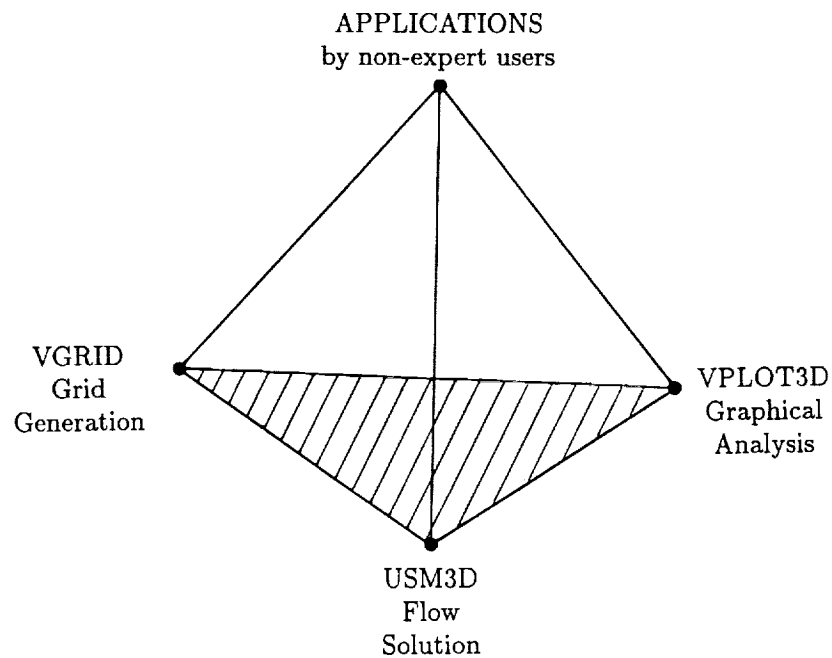 APPLICATIONS
by non-expert users
VGRID
Grid
Generation
VPLOT3D
Graphical
Analysis
USM3D
Flow
Solution